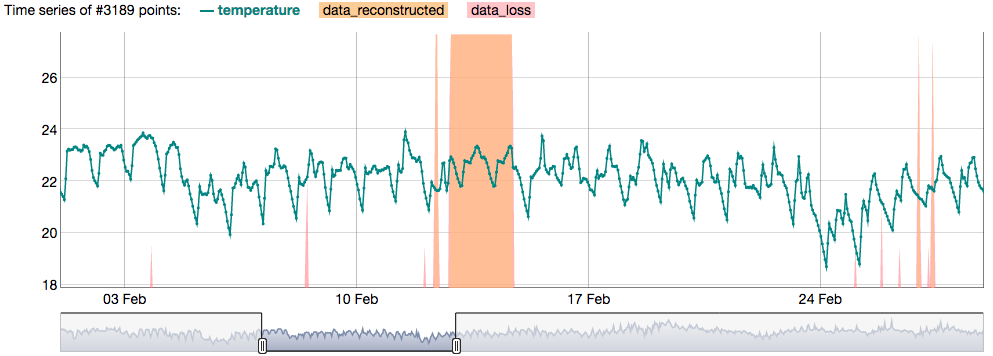 Time series of #3189 points: temperature data_reconstructed data_loss
26
24
22
20
18
03 Feb 10 Feb 17 Feb 24 Feb